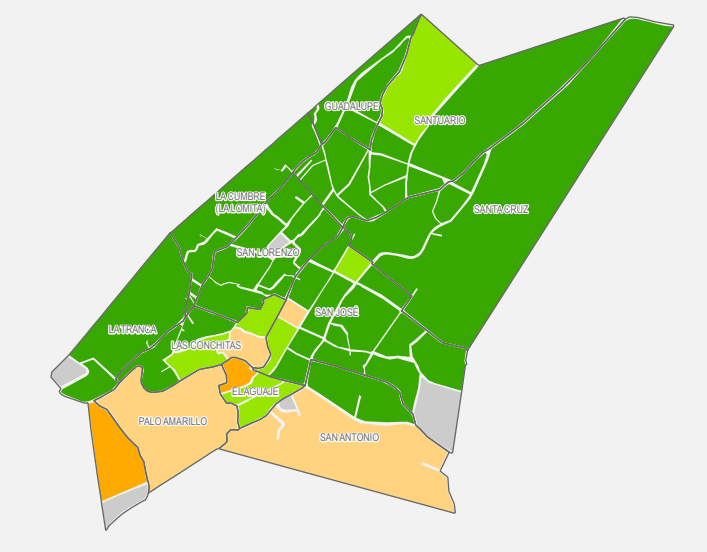 GUADALUPE
SANTUARIO
LA CUMBRE
(LA LOMITA)
SANTA CRUZ
SAN LORENZO
SAN JOSÉ
LA TRANCA
LAS CONCHITAS
EL AGUAJE
PALO AMARILLO
SAN ANTONIO